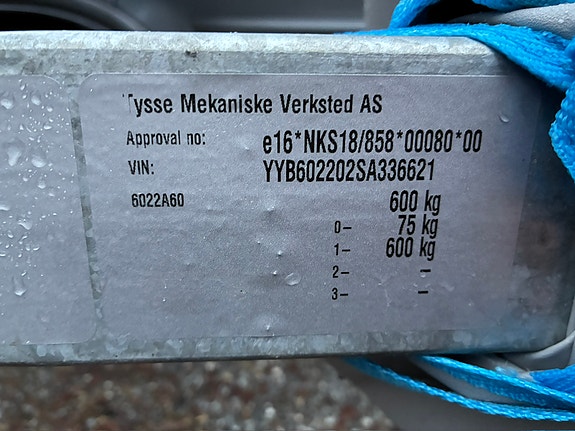 Tysse Mekaniske Verksted AS
Approval no: e16*NKS18/858*00080*00
VIN: YYB602202SA336621
6022A60 600 kg
0– 75 kg
1– 600 kg
2– –
3– –